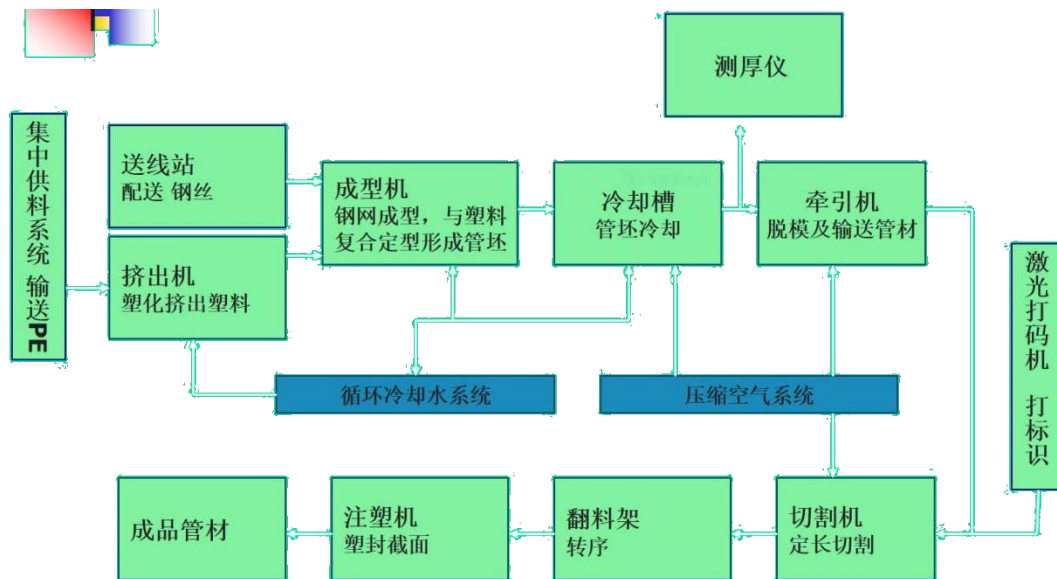 测厚仪
集中供料系统 输送PE
送线站
配送 钢丝
成型机
钢网成型，与塑料
复合定型形成管坯
冷却槽
管坯冷却
牵引机
脱模及输送管材
挤出机
塑化挤出塑料
激光打码机 打标识
循环冷却水系统
压缩空气系统
成品管材
注塑机
塑封截面
翻料架
转序
切割机
定长切割